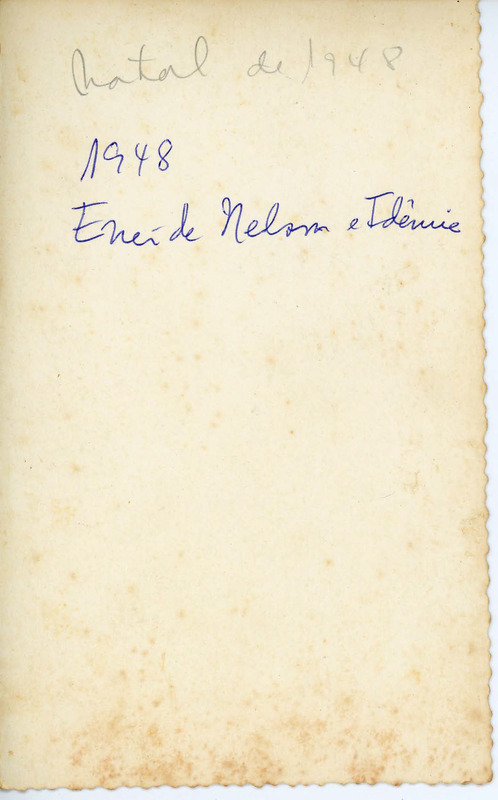 Natal de 1948
1948
Eneide Nelson e Idênie